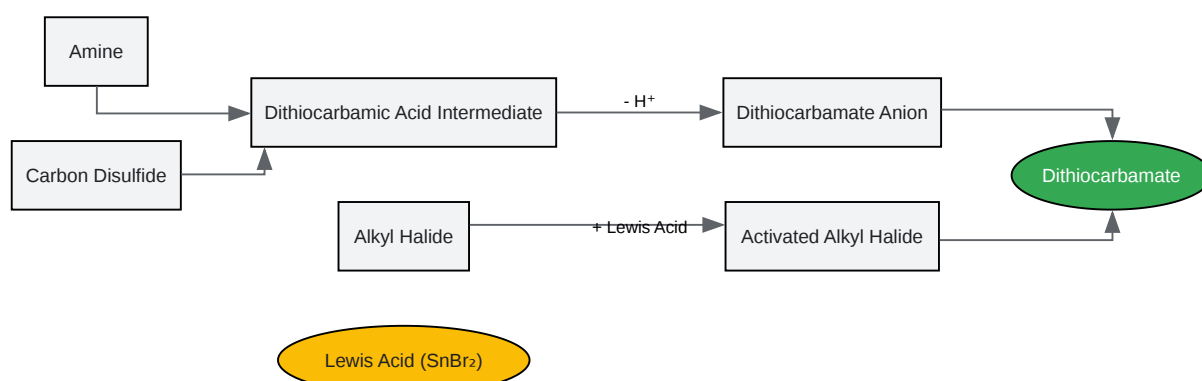 Amine
Carbon Disulfide
Dithiocarbamic Acid Intermediate
- H⁺
Dithiocarbamate Anion
Dithiocarbamate
Alkyl Halide
+ Lewis Acid
Activated Alkyl Halide
Lewis Acid (SnBr₂)